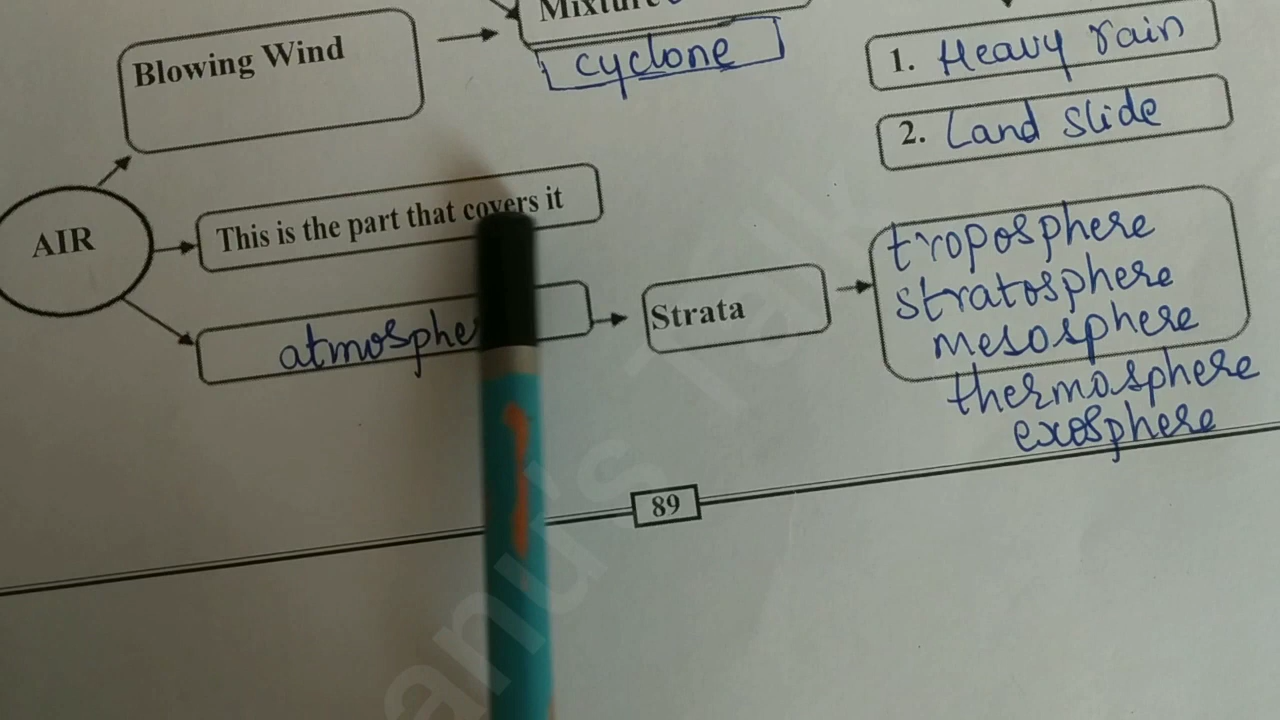 Mixture
Blowing Wind
cyclone
1. Heavy rain
2. Land slide
AIR
This is the part that covers it
Strata
troposphere
stratosphere
mesosphere
thermosphere
exosphere
89